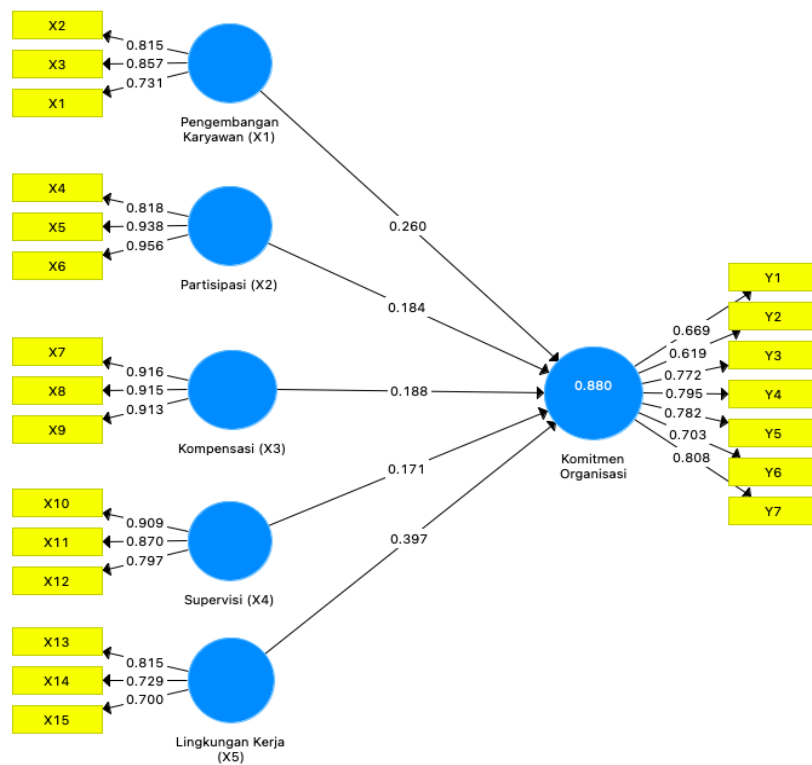 X2
0.815
X3
0.857
X1
0.731
Pengembangan
Karyawan (X1)
0.260
X4
0.818
X5
0.938
X6
0.956
Partisipasi (X2)
0.184
X7
0.916
X8
0.915
X9
0.913
Kompensasi (X3)
0.188
X10
0.909
X11
0.870
X12
0.797
Supervisi (X4)
0.171
X13
0.815
X14
0.729
X15
0.700
Lingkungan Kerja
(X5)
0.397
0.880
Komitmen
Organisasi
Y1
0.669
Y2
0.619
Y3
0.772
Y4
0.795
Y5
0.782
Y6
0.703
Y7
0.808